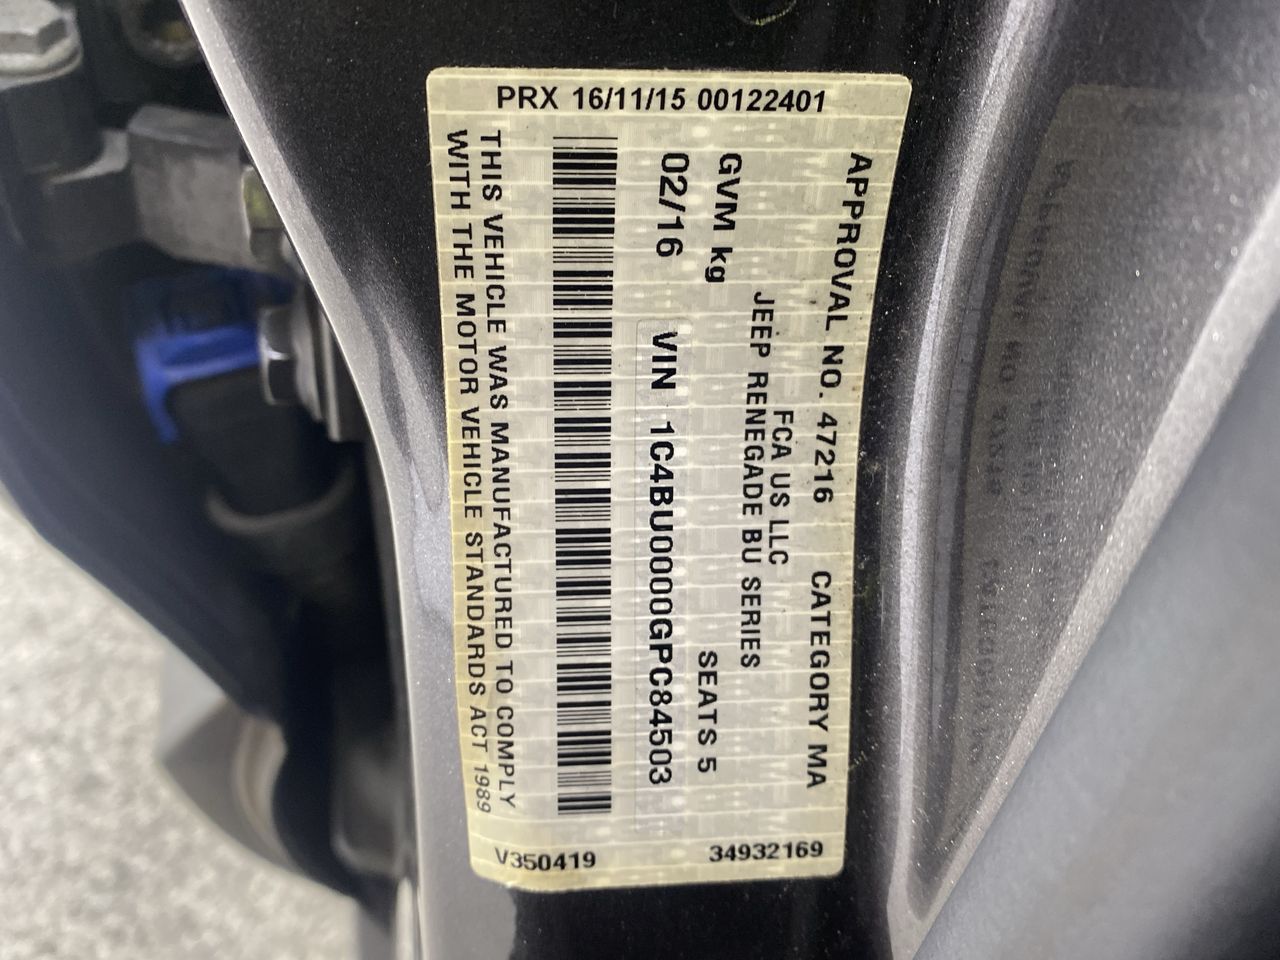 PRX 16/11/15 00122401
APPROVAL NO. 47216 CATEGORY MA
FCA US LLC
JEEP RENEGADE BU SERIES
GVM kg SEATS 5
02/16 VIN 1C4BU0000GPC84503
THIS VEHICLE WAS MANUFACTURED TO COMPLY
WITH THE MOTOR VEHICLE STANDARDS ACT 1989
V350419 34932169